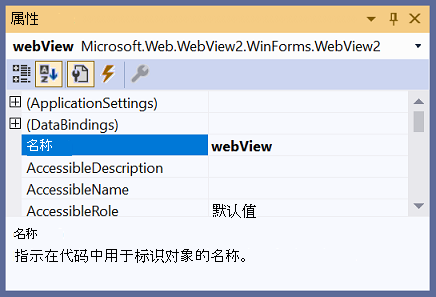 属性
webView Microsoft.Web.WebView2.WinForms.WebView2
(ApplicationSettings)
(DataBindings)
名称 webView
AccessibleDescription
AccessibleName
AccessibleRole 默认值
名称
指示在代码中用于标识对象的名称。